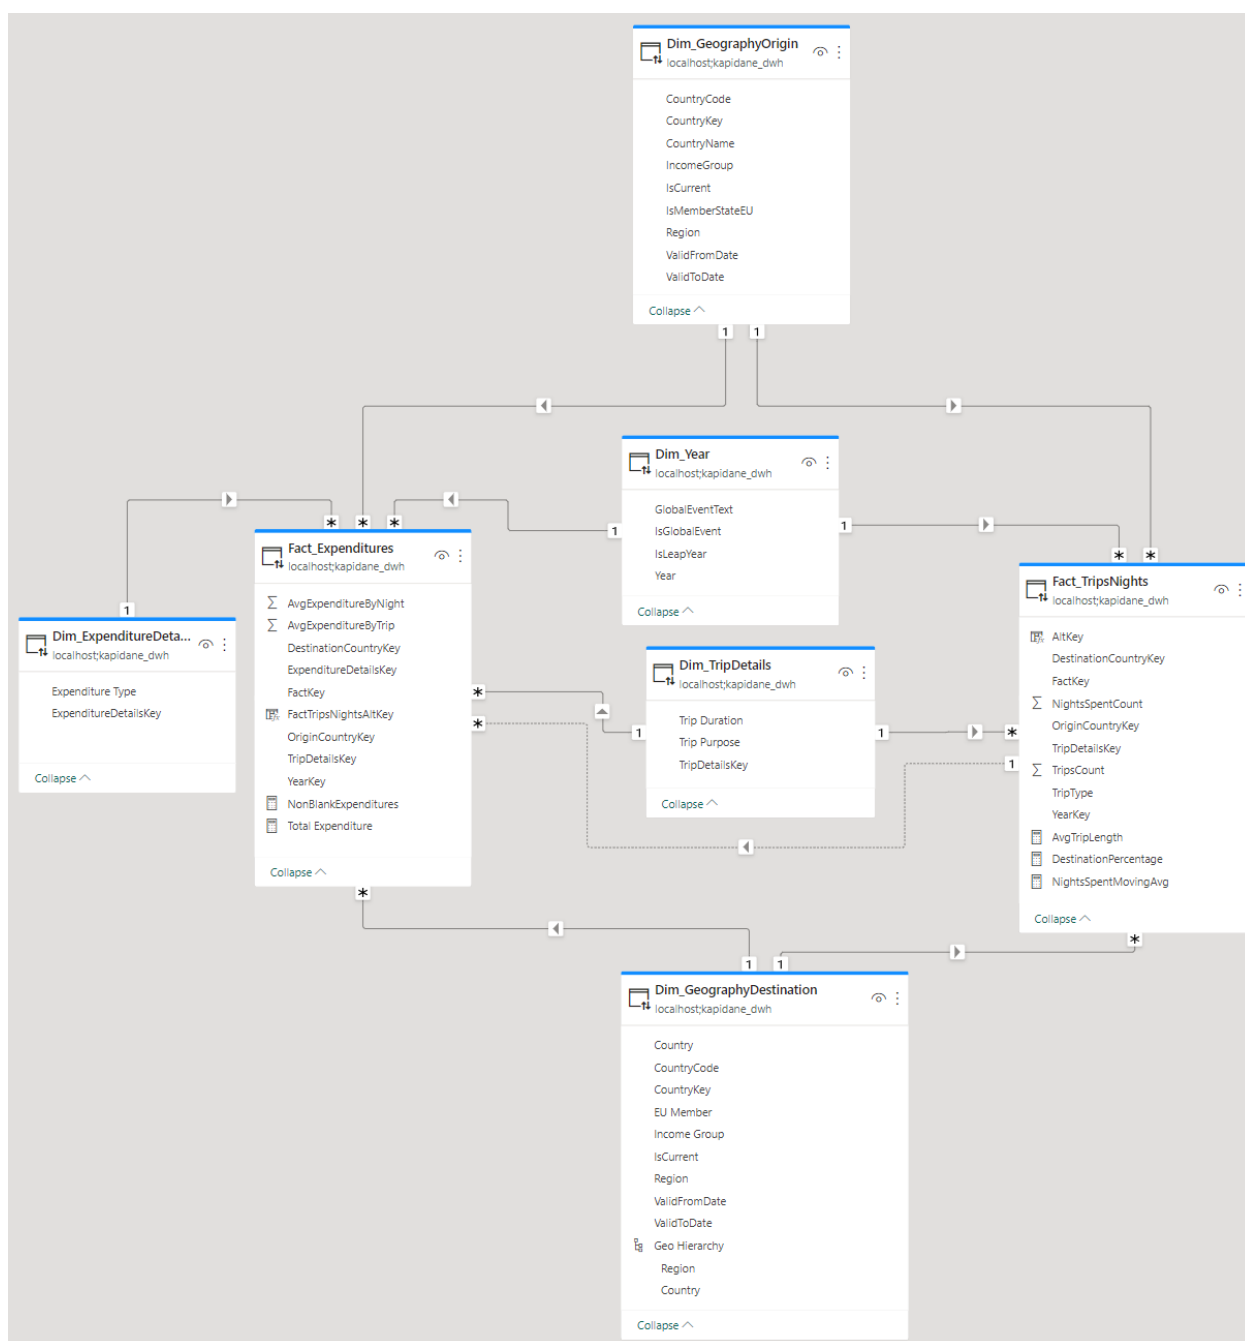 Dim_GeographyOrigin
localhost;kapidane_dwh
CountryCode
CountryKey
CountryName
IncomeGroup
IsCurrent
IsMemberStateEU
Region
ValidFromDate
ValidToDate
Collapse
1 1
Dim_Year
localhost;kapidane_dwh
GlobalEventText
IsGlobalEvent
IsLeapYear
Year
Collapse
1
1
* * *
Fact_Expenditures
localhost;kapidane_dwh
AvgExpenditureByNight
AvgExpenditureByTrip
DestinationCountryKey
ExpenditureDetailsKey
FactKey
FactTripsNightsAltKey
OriginCountryKey
TripDetailsKey
YearKey
NonBlankExpenditures
Total Expenditure
Collapse
*
*
*
1
Dim_ExpenditureDeta...
localhost;kapidane_dwh
Expenditure Type
ExpenditureDetailsKey
Collapse
Dim_TripDetails
localhost;kapidane_dwh
Trip Duration
Trip Purpose
TripDetailsKey
Collapse
1
1
* *
Fact_TripsNights
localhost;kapidane_dwh
AltKey
DestinationCountryKey
FactKey
NightsSpentCount
OriginCountryKey
TripDetailsKey
TripsCount
TripType
YearKey
AvgTripLength
DestinationPercentage
NightsSpentMovingAvg
Collapse
*
1
*
1 1
Dim_GeographyDestination
localhost;kapidane_dwh
Country
CountryCode
CountryKey
EU Member
Income Group
IsCurrent
Region
ValidFromDate
ValidToDate
Geo Hierarchy
Region
Country
Collapse